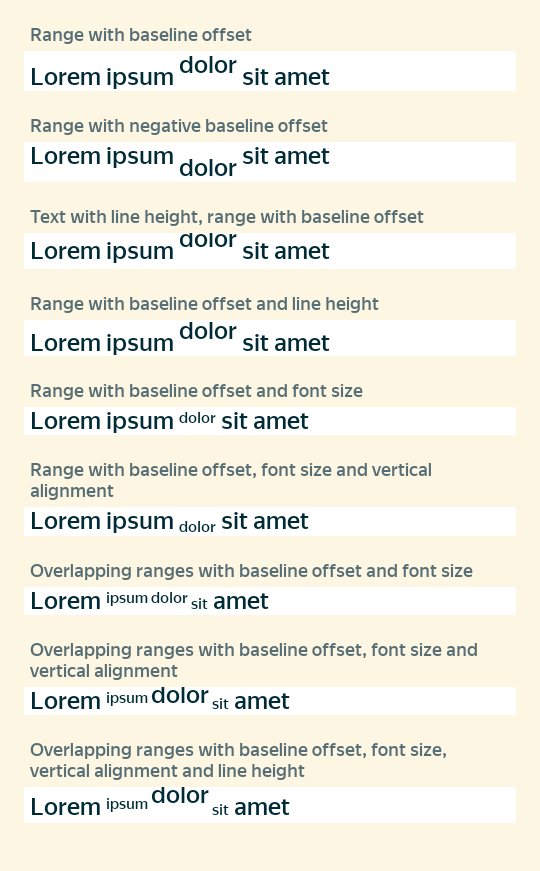 Range with baseline offset
Lorem ipsum dolor sit amet
Range with negative baseline offset
Lorem ipsum dolor sit amet
Text with line height, range with baseline offset
Lorem ipsum dolor sit amet
Range with baseline offset and line height
Lorem ipsum dolor sit amet
Range with baseline offset and font size
Lorem ipsum dolor sit amet
Range with baseline offset, font size and vertical
alignment
Lorem ipsum dolor sit amet
Overlapping ranges with baseline offset and font size
Lorem ipsum dolor sit amet
Overlapping ranges with baseline offset, font size and
vertical alignment
Lorem ipsum dolor sit amet
Overlapping ranges with baseline offset, font size,
vertical alignment and line height
Lorem ipsum dolor sit amet